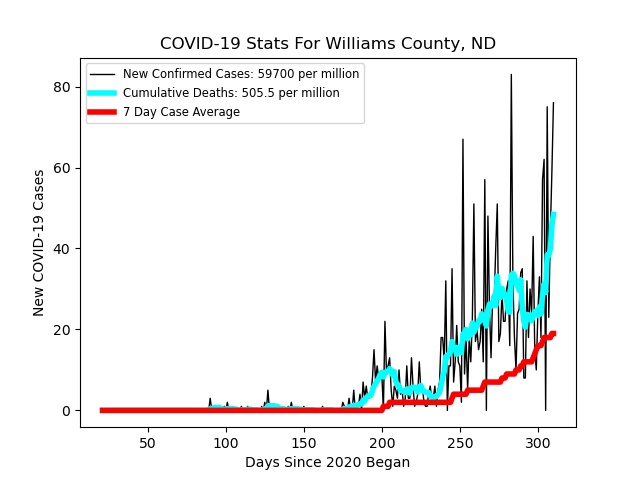 COVID-19 Stats For Williams County, ND
New Confirmed Cases: 59700 per million
Cumulative Deaths: 505.5 per million
7 Day Case Average
New COVID-19 Cases
80
60
40
20
0
50 100 150 200 250 300
Days Since 2020 Began